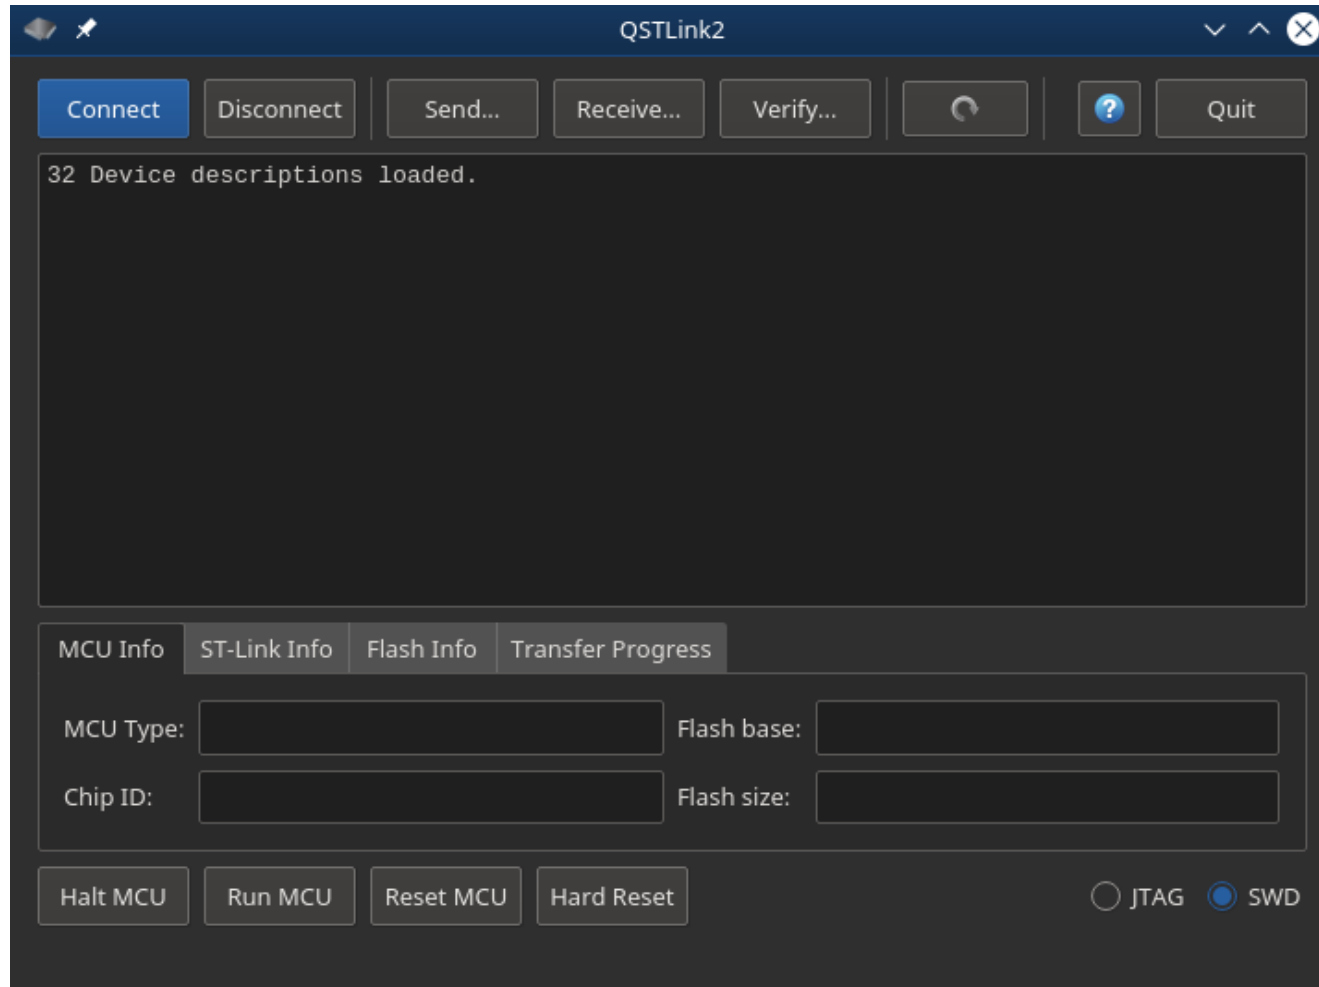 QSTLink2
Connect Disconnect Send... Receive... Verify... Quit
32 Device descriptions loaded.
MCU Info ST-Link Info Flash Info Transfer Progress
MCU Type: Flash base:
Chip ID: Flash size:
Halt MCU Run MCU Reset MCU Hard Reset JTAG SWD